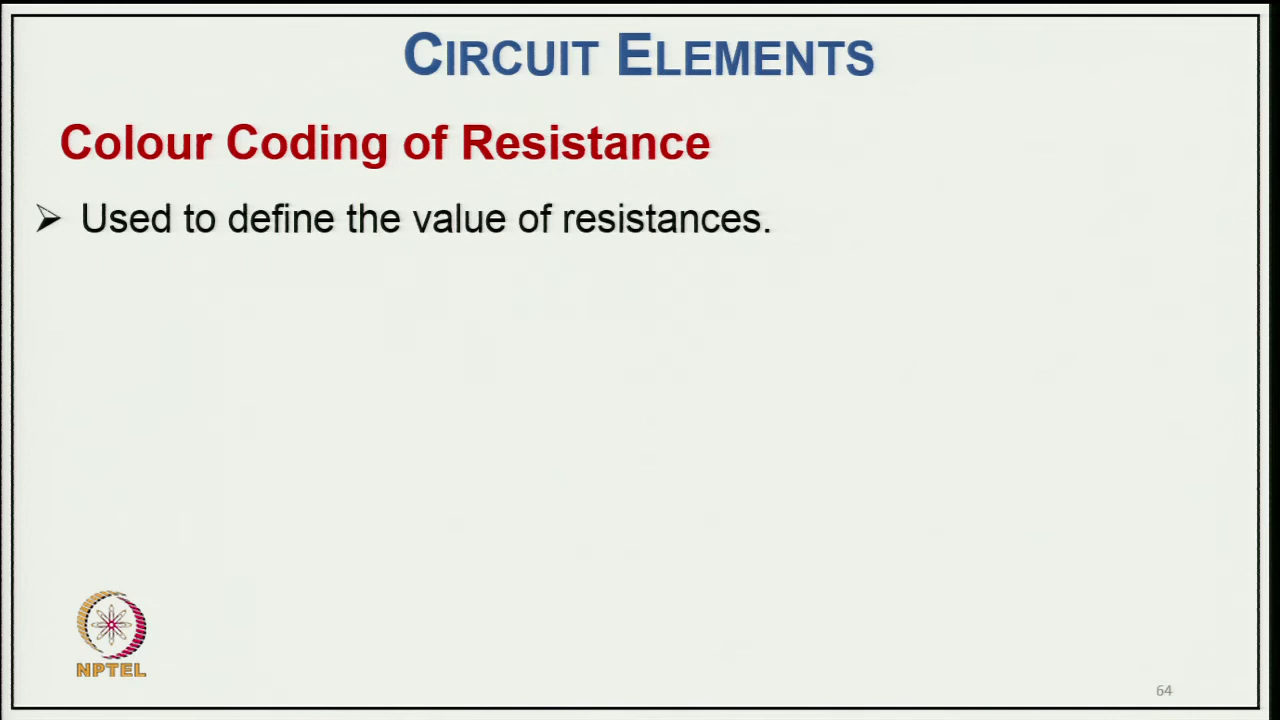 CIRCUIT ELEMENTS
Colour Coding of Resistance
➢ Used to define the value of resistances.
NPTEL
64